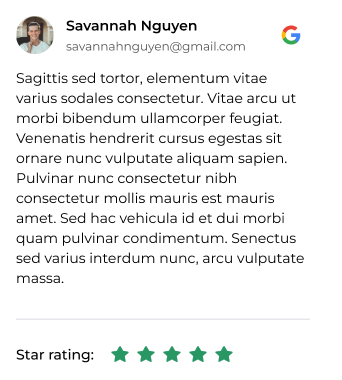 Savannah Nguyen
savannahnguyen@gmail.com
Sagittis sed tortor, elementum vitae
varius sodales consectetur. Vitae arcu ut
morbi bibendum ullamcorper feugiat.
Venenatis hendrerit cursus egestas sit
ornare nunc vulputate aliquam sapien.
Pulvinar nunc consectetur nibh
consectetur mollis mauris est mauris
amet. Sed hac vehicula id et dui morbi
quam pulvinar condimentum. Senectus
sed varius interdum nunc, arcu vulputate
massa.
Star rating: